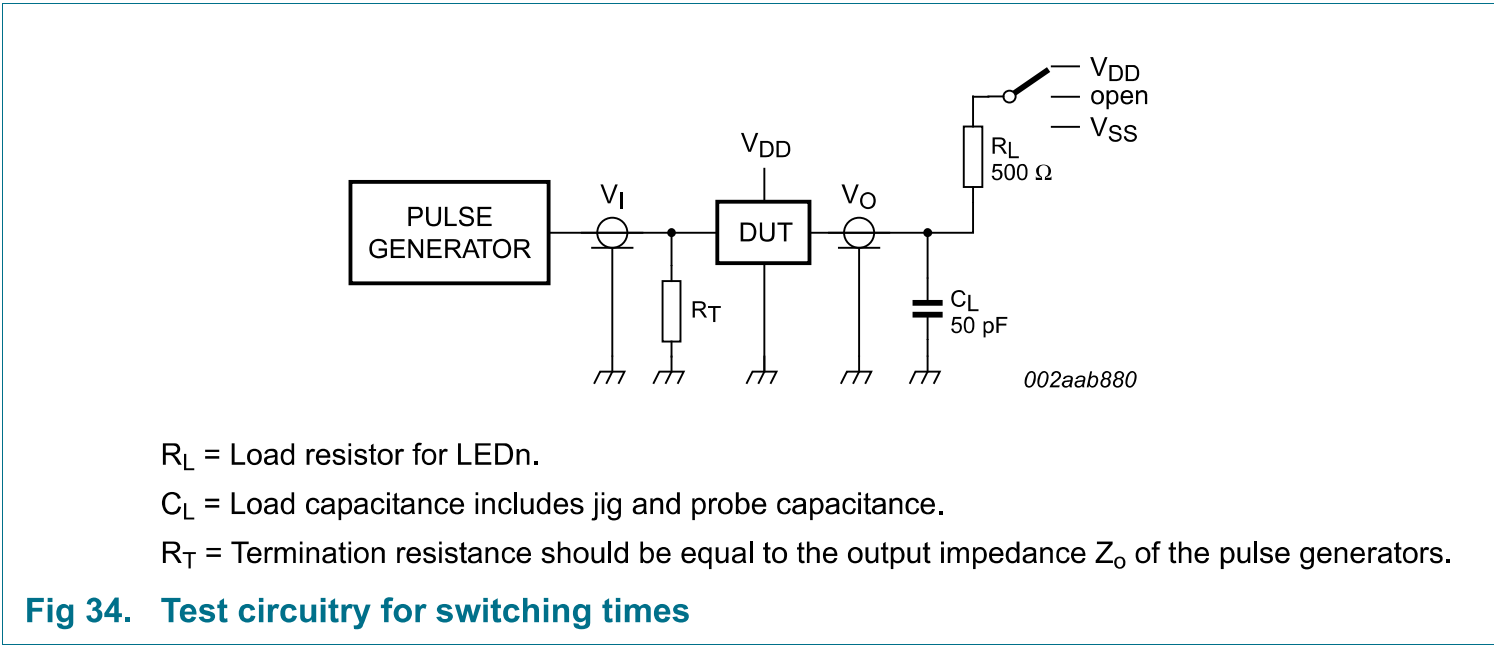 VDD
open
VSS
RL
500 Ω
VDD
VI
VO
PULSE
GENERATOR
DUT
RT
CL
50 pF
002aab880
RL = Load resistor for LEDn.
CL = Load capacitance includes jig and probe capacitance.
RT = Termination resistance should be equal to the output impedance Zo of the pulse generators.
Fig 34. Test circuitry for switching times